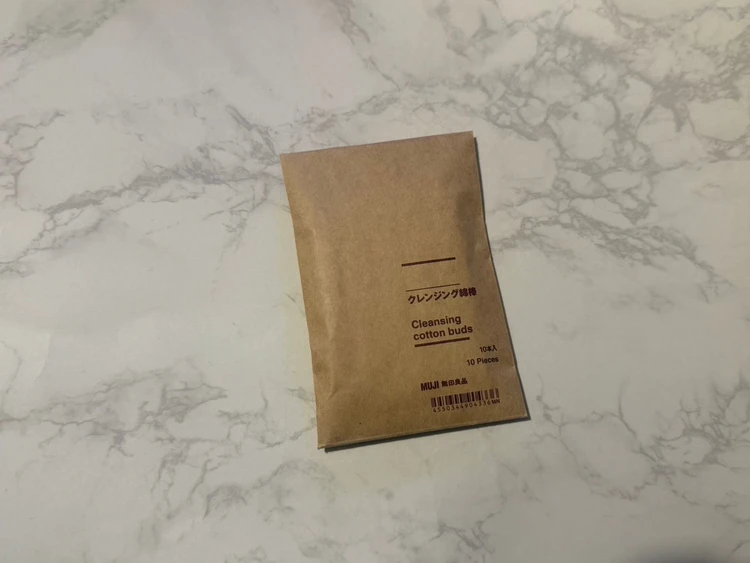 クレンジング綿棒
Cleansing
cotton buds
10本入
10 Pieces
MUJI 無印良品